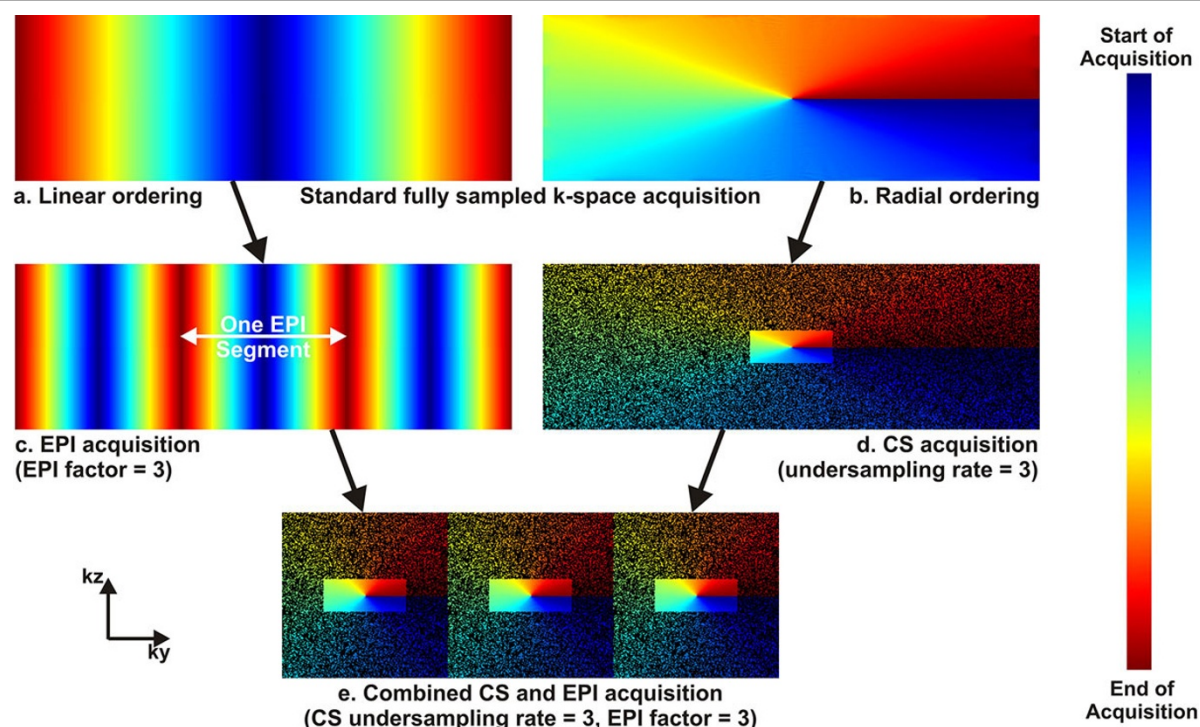 Start of
Acquisition
a. Linear ordering
Standard fully sampled k-space acquisition
b. Radial ordering
One EPI
Segment
c. EPI acquisition
(EPI factor = 3)
d. CS acquisition
(undersampling rate = 3)
kz
ky
e. Combined CS and EPI acquisition
(CS undersampling rate = 3, EPI factor = 3)
End of
Acquisition